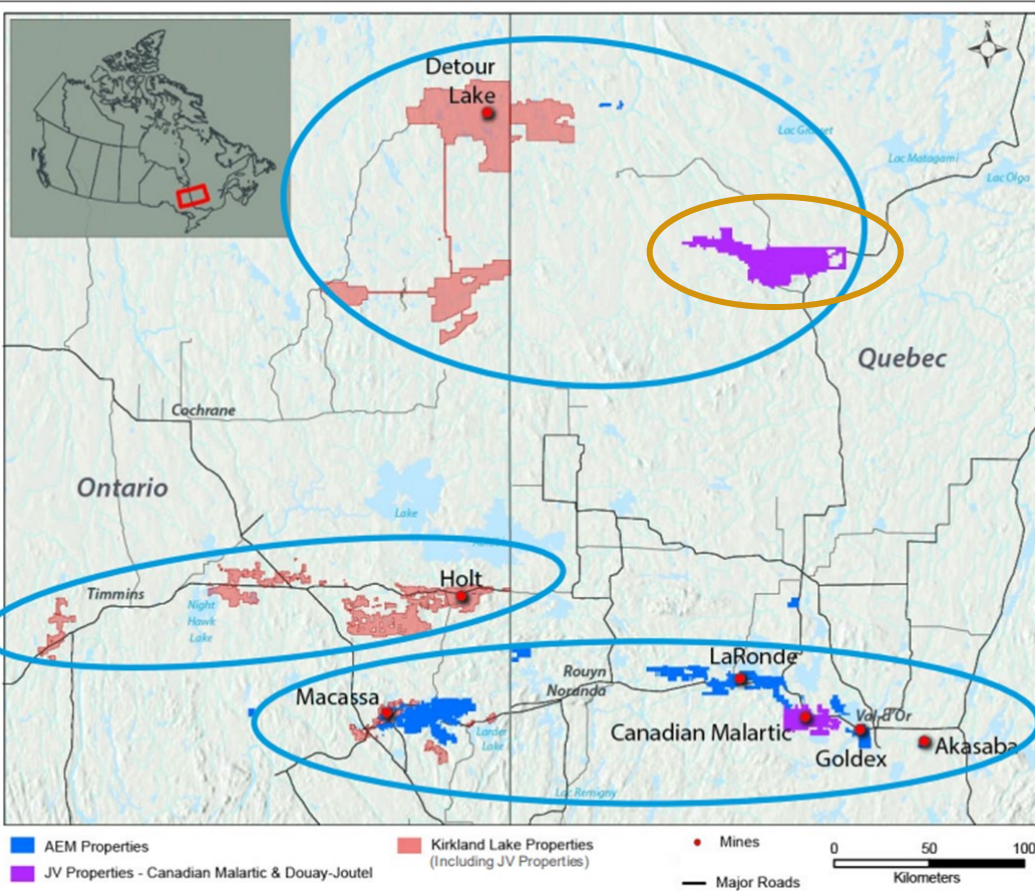 N
Detour
Lake
Lac Grasset
Lac Matagami
Lac Olga
Quebec
Cochrane
Ontario
Lake
Holt
Timmins
Night
Hawk
Lake
LaRonde
Rouyn
Noranda
Macassa
Larder
Lake
Canadian Malartic
Val-d'Or
Goldex
Akasaba
Lac Remigny
AEM Properties
JV Properties - Canadian Malartic & Douay-Joutel
Kirkland Lake Properties
(Including JV Properties)
Mines
Major Roads
0 50 100
Kilometers